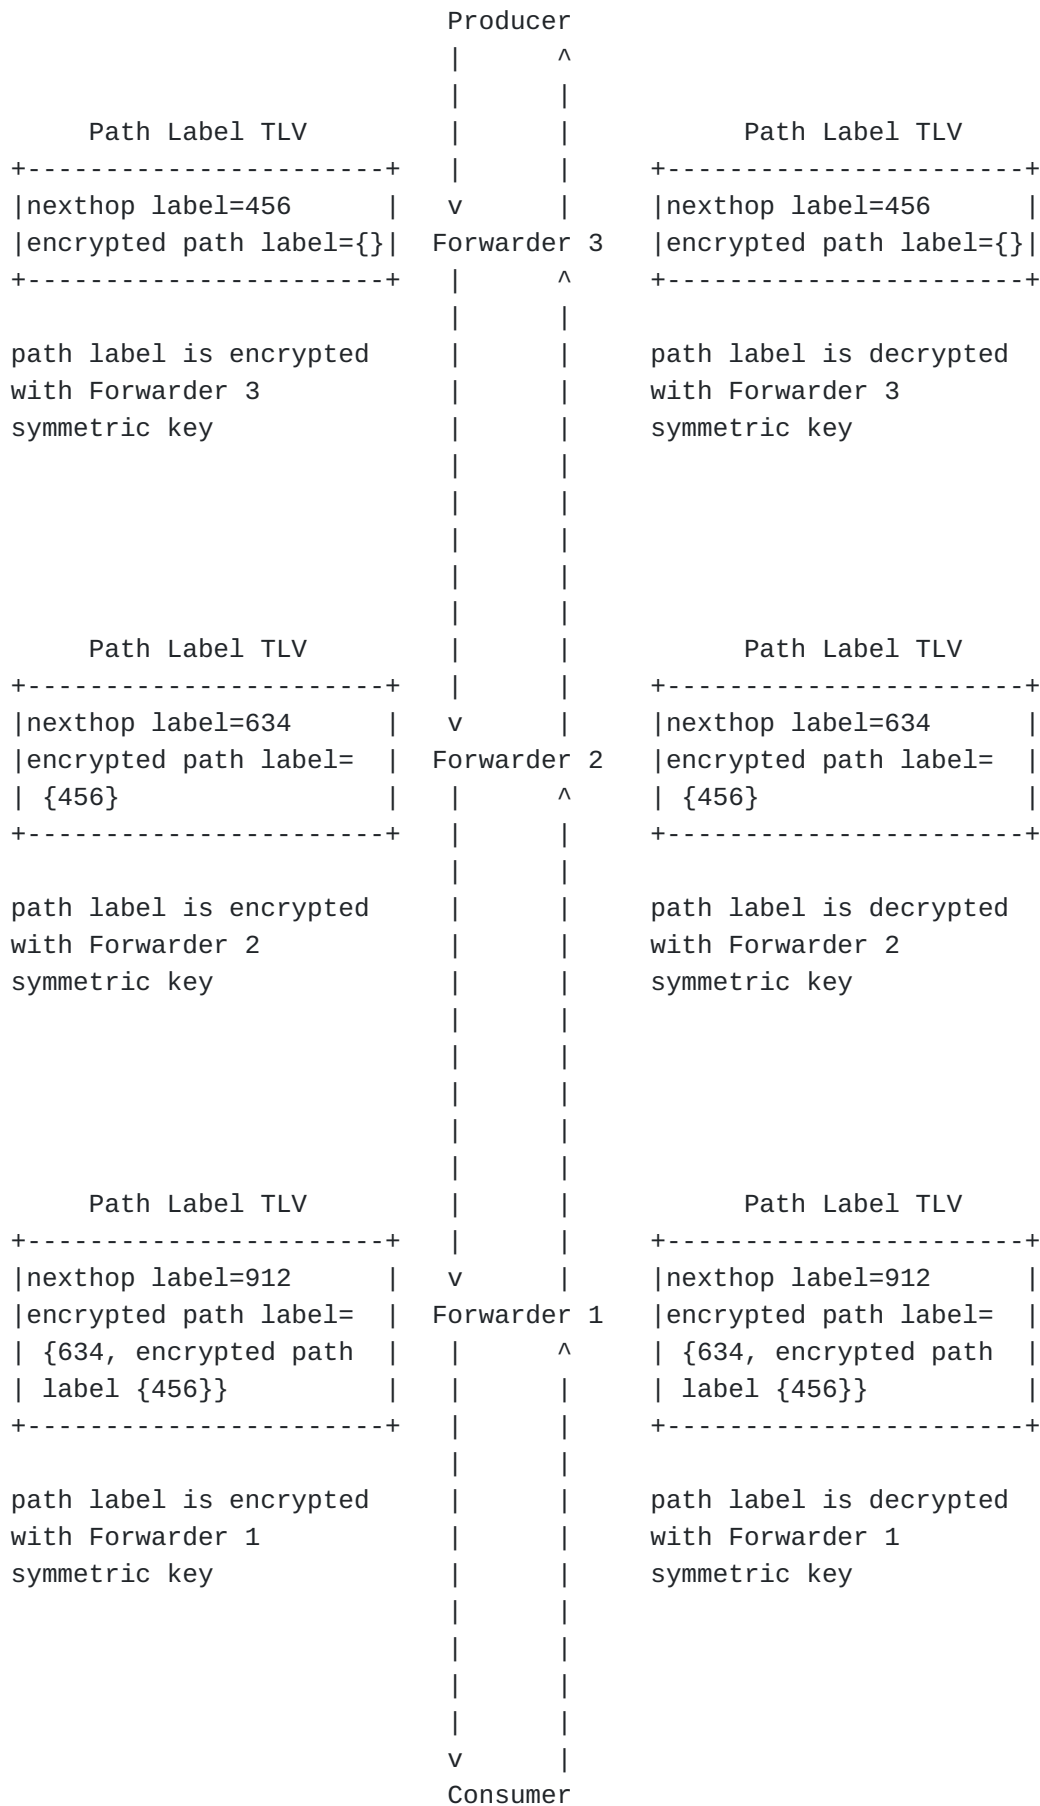 Producer
                            |      ^
                            |      |
     Path Label TLV         |      |           Path Label TLV
+-----------------------+   |      |     +-----------------------+
|nexthop label=456      |   v      |     |nexthop label=456      |
|encrypted path label={}|  Forwarder 3   |encrypted path label={}|
+-----------------------+   |      ^     +-----------------------+
                            |      |
path label is encrypted     |      |     path label is decrypted
with Forwarder 3            |      |     with Forwarder 3
symmetric key               |      |     symmetric key
                            |      |
                            |      |
                            |      |
                            |      |
                            |      |
     Path Label TLV         |      |           Path Label TLV
+-----------------------+   |      |     +-----------------------+
|nexthop label=634      |   v      |     |nexthop label=634      |
|encrypted path label=  |  Forwarder 2   |encrypted path label=  |
| {456}                 |   |      ^     | {456}                 |
+-----------------------+   |      |     +-----------------------+
                            |      |
path label is encrypted     |      |     path label is decrypted
with Forwarder 2            |      |     with Forwarder 2
symmetric key               |      |     symmetric key
                            |      |
                            |      |
                            |      |
                            |      |
                            |      |
     Path Label TLV         |      |           Path Label TLV
+-----------------------+   |      |     +-----------------------+
|nexthop label=912      |   v      |     |nexthop label=912      |
|encrypted path label=  |  Forwarder 1   |encrypted path label=  |
| {634, encrypted path  |   |      ^     | {634, encrypted path  |
| label {456}}          |   |      |     | label {456}}          |
+-----------------------+   |      |     +-----------------------+
                            |      |
path label is encrypted     |      |     path label is decrypted
with Forwarder 1            |      |     with Forwarder 1
symmetric key               |      |     symmetric key
                            |      |
                            |      |
                            |      |
                            |      |
                            v      |
                            Consumer